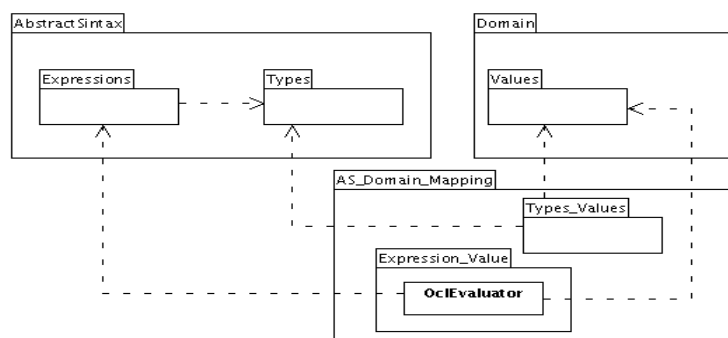 AbstractSintax
Domain
Expressions
Types
Values
AS_Domain_Mapping
Types_Values
Expression_Value
OclEvaluator